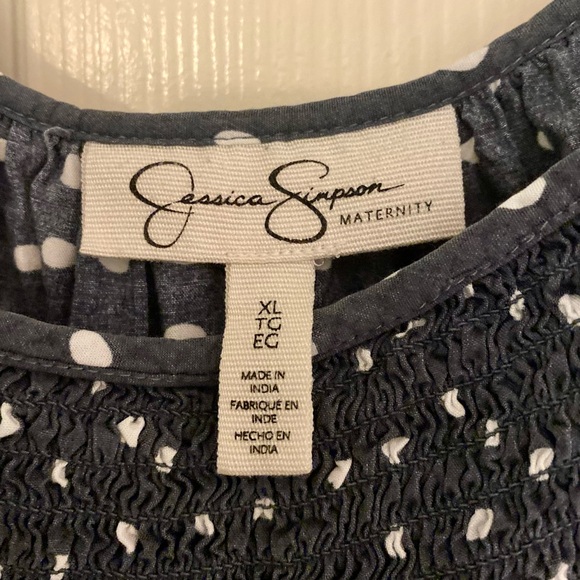 Jessica Simpson
MATERNITY
XL
TG
EG
MADE IN
INDIA
FABRIQUE EN
INDE
HECHO EN
INDIA